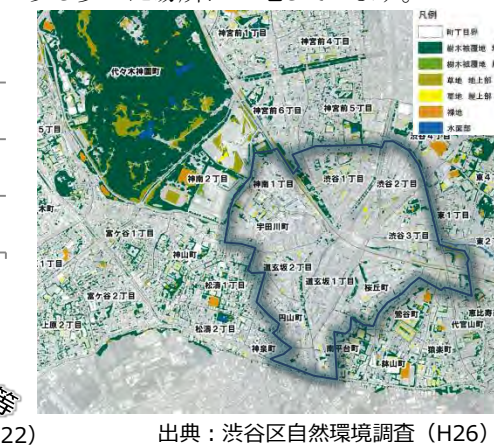 凡例
町丁目界
樹木被覆地
樹木被覆地
草地 地上部
草地 屋上部
裸地
水面部
神宮前1丁目
神宮前4丁目
代々木神園町
神宮前6丁目
神宮前5丁目
5丁目
神南2丁目
神南1丁目
渋谷1丁目
渋谷2丁目
東4
東1丁目
宇田川町
富ケ谷1丁目
渋谷3丁目
東2
1丁目
神山町
道玄坂2丁目
道玄坂1丁目
桜丘町
松濤1丁目
富ケ谷2丁目
鶯谷町
恵比寿
円山町
代官山町
上原2丁目
松濤2丁目
南平台町
猿楽町
神泉町
鉢山町
22)
出典：渋谷区自然環境調査（H26）